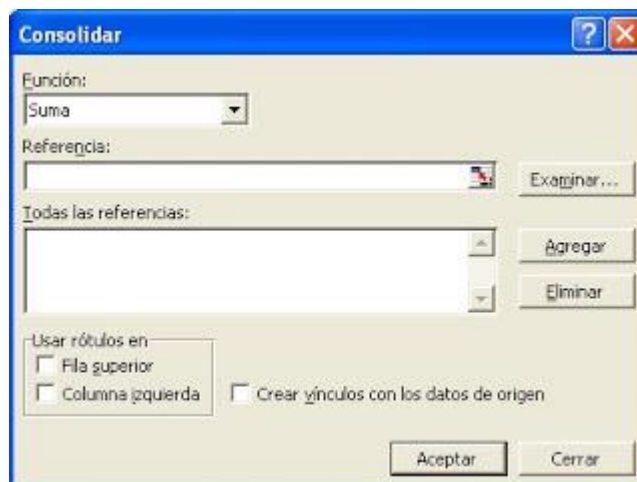 Consolidar
Función:
Suma
Referencia:
Examinar...
Todas las referencias:
Agregar
Eliminar
Usar rótulos en
Fila superior
Columna izquierda
Crear vínculos con los datos de origen
Aceptar
Cerrar